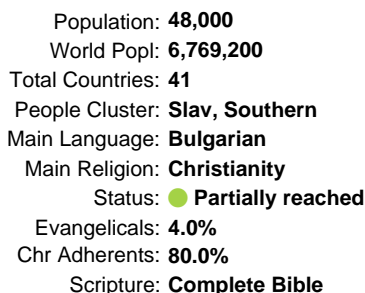 Population: 48,000
World Popl: 6,769,200
Total Countries: 41
People Cluster: Slav, Southern
Main Language: Bulgarian
Main Religion: Christianity
Status: Partially reached
Evangelicals: 4.0%
Chr Adherents: 80.0%
Scripture: Complete Bible